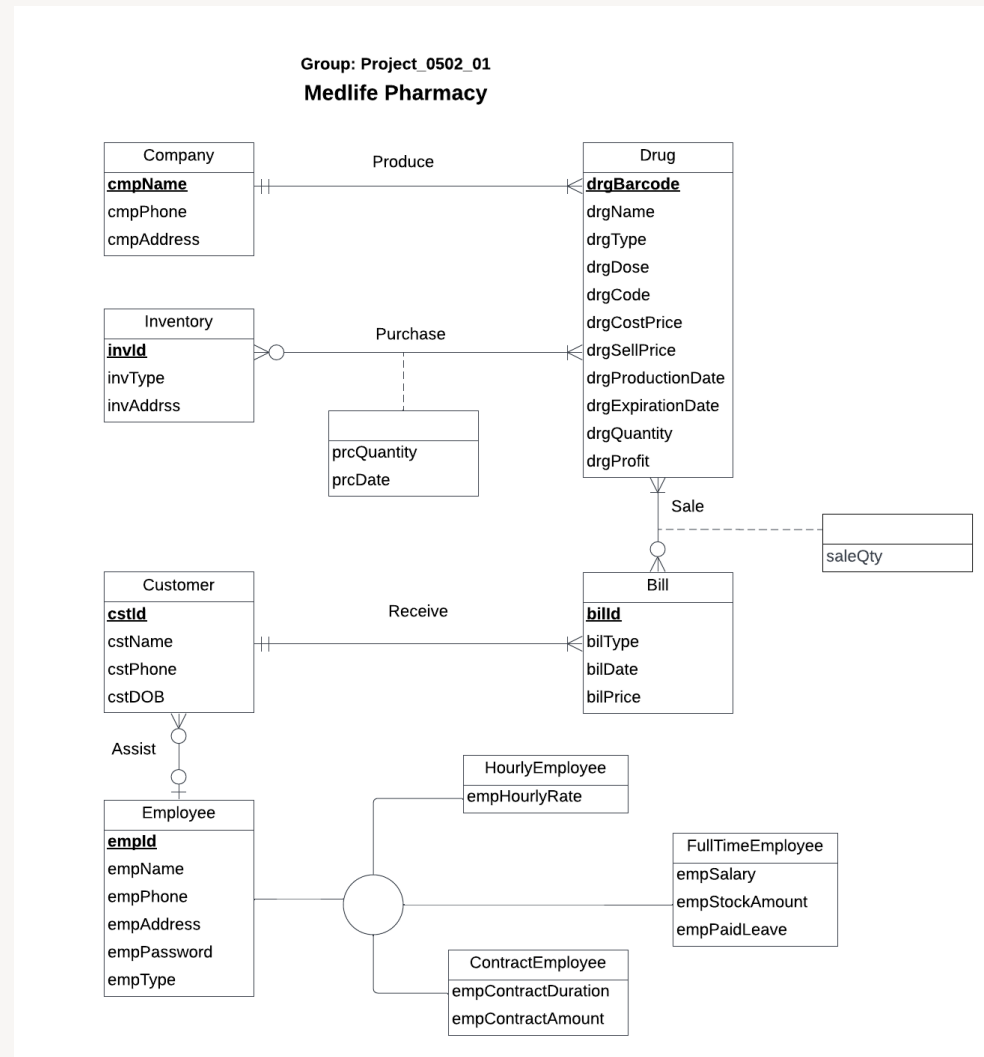 Group: Project_0502_01
Medlife Pharmacy
Company
cmpName
cmpPhone
cmpAddress
Produce
Drug
drgBarcode
drgName
drgType
drgDose
drgCode
drgCostPrice
drgSellPrice
drgProductionDate
drgExpirationDate
drgQuantity
drgProfit
Inventory
invId
invType
invAddrss
Purchase
prcQuantity
prcDate
Sale
saleQty
Customer
cstId
cstName
cstPhone
cstDOB
Receive
Bill
bilId
bilType
bilDate
bilPrice
Assist
Employee
empId
empName
empPhone
empAddress
empPassword
empType
HourlyEmployee
empHourlyRate
FullTimeEmployee
empSalary
empStockAmount
empPaidLeave
ContractEmployee
empContractDuration
empContractAmount